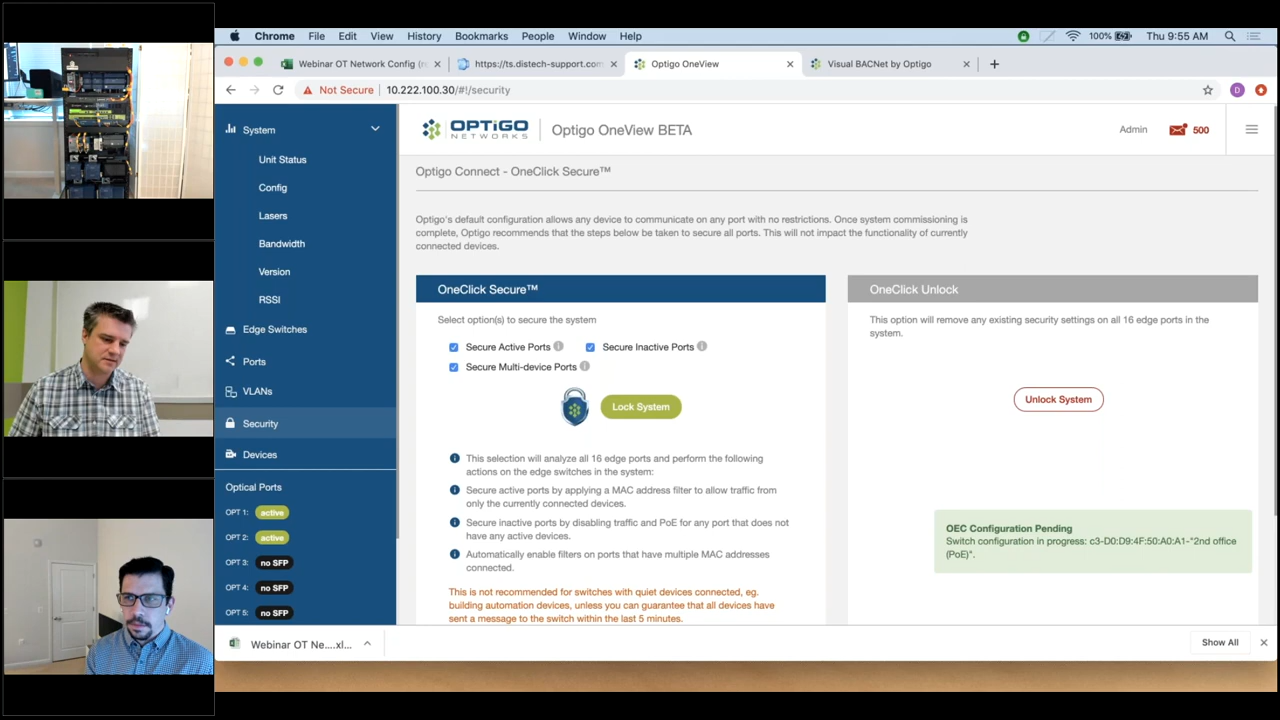 Chrome File Edit View History Bookmarks People Window Help 100% Thu 9:55 AM
Webinar OT Network Config (re https://ts.distech-support.com: Optigo OneView Visual BACNet by Optigo
Not Secure 10.222.100.30/#!/security
System
Unit Status
Config
Lasers
Bandwidth
Version
RSSI
Edge Switches
Ports
VLANs
Security
Devices
Optical Ports
OPT 1: active
OPT 2: active
OPT 3: no SFP
OPT 4: no SFP
OPT 5: no SFP
OPTIGO NETWORKS Optigo OneView BETA Admin 500
Optigo Connect - OneClick Secure™
Optigo's default configuration allows any device to communicate on any port with no restrictions. Once system commissioning is
complete, Optigo recommends that the steps below be taken to secure all ports. This will not impact the functionality of currently
connected devices.
OneClick Secure™
Select option(s) to secure the system
Secure Active Ports Secure Inactive Ports
Secure Multi-device Ports
Lock System
This selection will analyze all 16 edge ports and perform the following
actions on the edge switches in the system:
Secure active ports by applying a MAC address filter to allow traffic from
only the currently connected devices.
Secure inactive ports by disabling traffic and PoE for any port that does not
have any active devices.
Automatically enable filters on ports that have multiple MAC addresses
connected.
This is not recommended for switches with quiet devices connected, eg.
building automation devices, unless you can guarantee that all devices have
sent a message to the switch within the last 5 minutes.
OneClick Unlock
This option will remove any existing security settings on all 16 edge ports in the
system.
Unlock System
OEC Configuration Pending
Switch configuration in progress: c3-D0:D9:4F:50:A0:A1-"2nd office
(PoE)".
Webinar OT Ne....xl... Show All